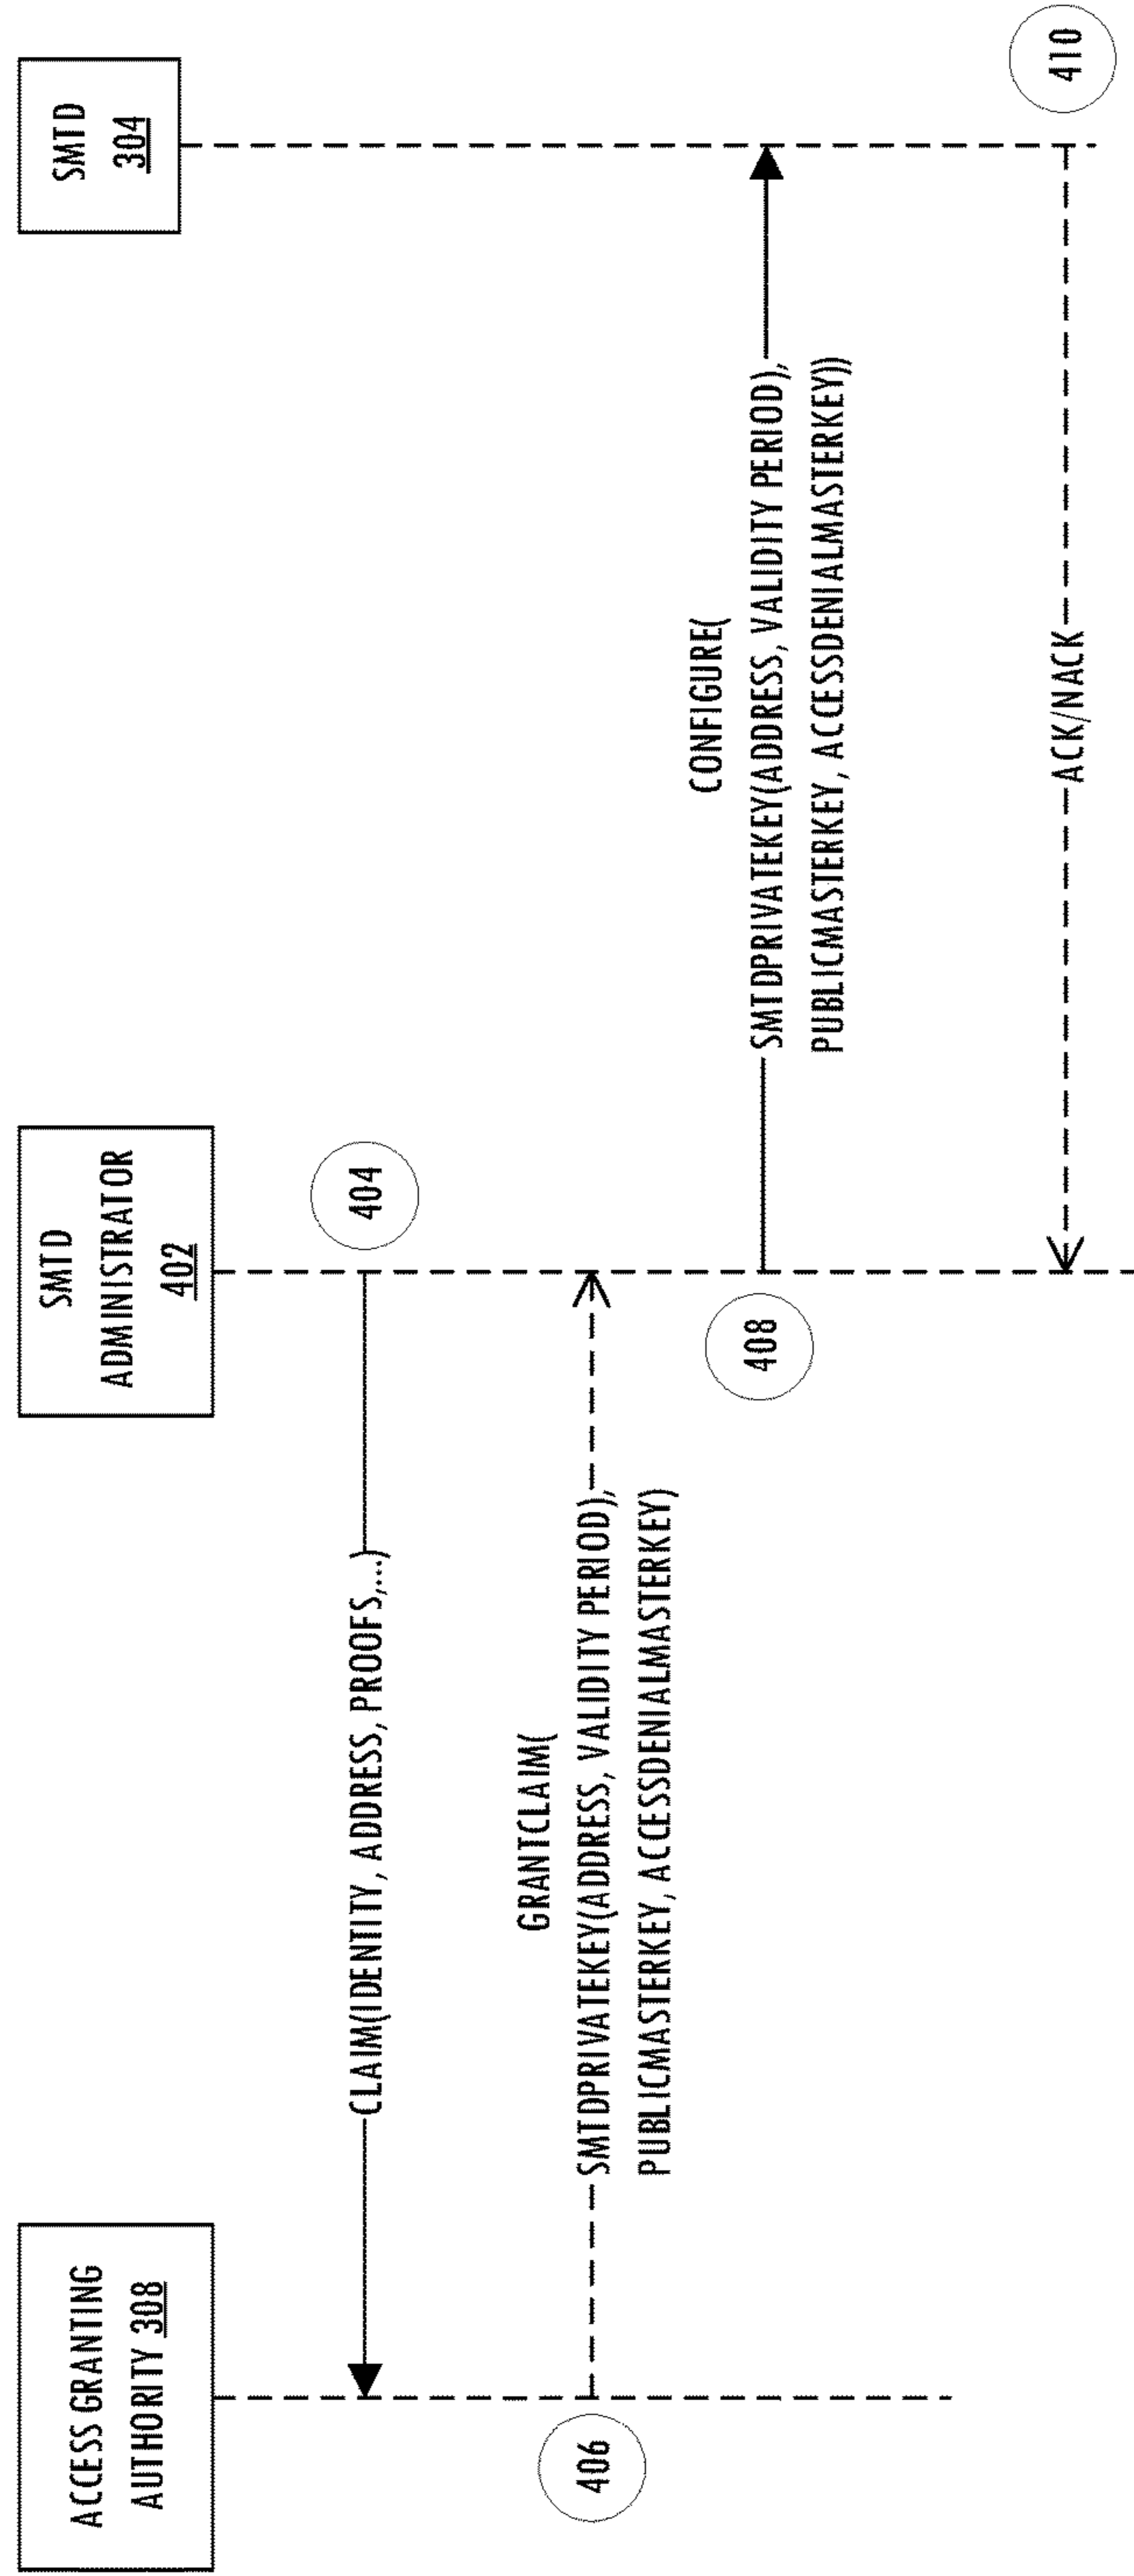 ACCESS GRANTING
AUTHORITY 308
SMTD
ADMINISTRATOR
402
SMTD
304
404
CLAIM(IDENTITY, ADDRESS, PROOFS,...)
406
GRANTCLAIM(
SMTDPRIVATEKEY(ADDRESS, VALIDITY PERIOD),
PUBLICMASTERKEY, ACCESSDENIALMASTERKEY)
408
CONFIGURE(
SMTDPRIVATEKEY(ADDRESS, VALIDITY PERIOD),
PUBLICMASTERKEY, ACCESSDENIALMASTERKEY))
410
ACK/NACK